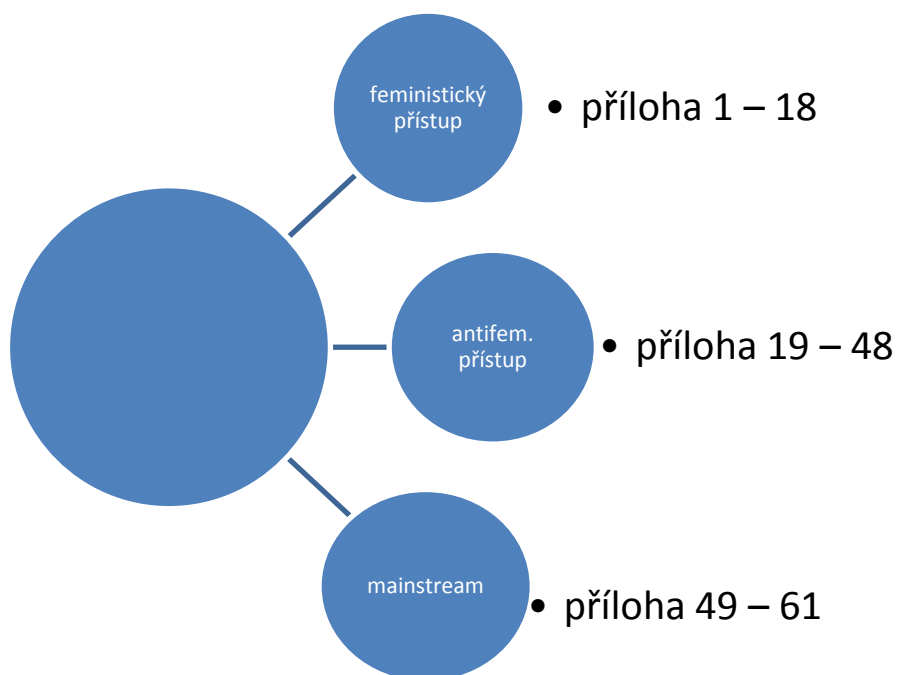 feministický
přístup
• příloha 1 – 18
antifem.
přístup
• příloha 19 – 48
mainstream
• příloha 49 – 61